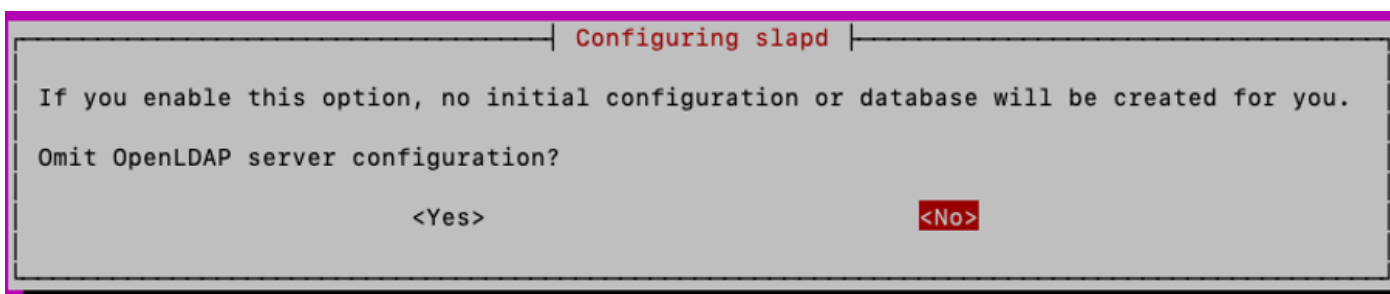 Configuring slapd
If you enable this option, no initial configuration or database will be created for you.
Omit OpenLDAP server configuration?
<Yes> <No>